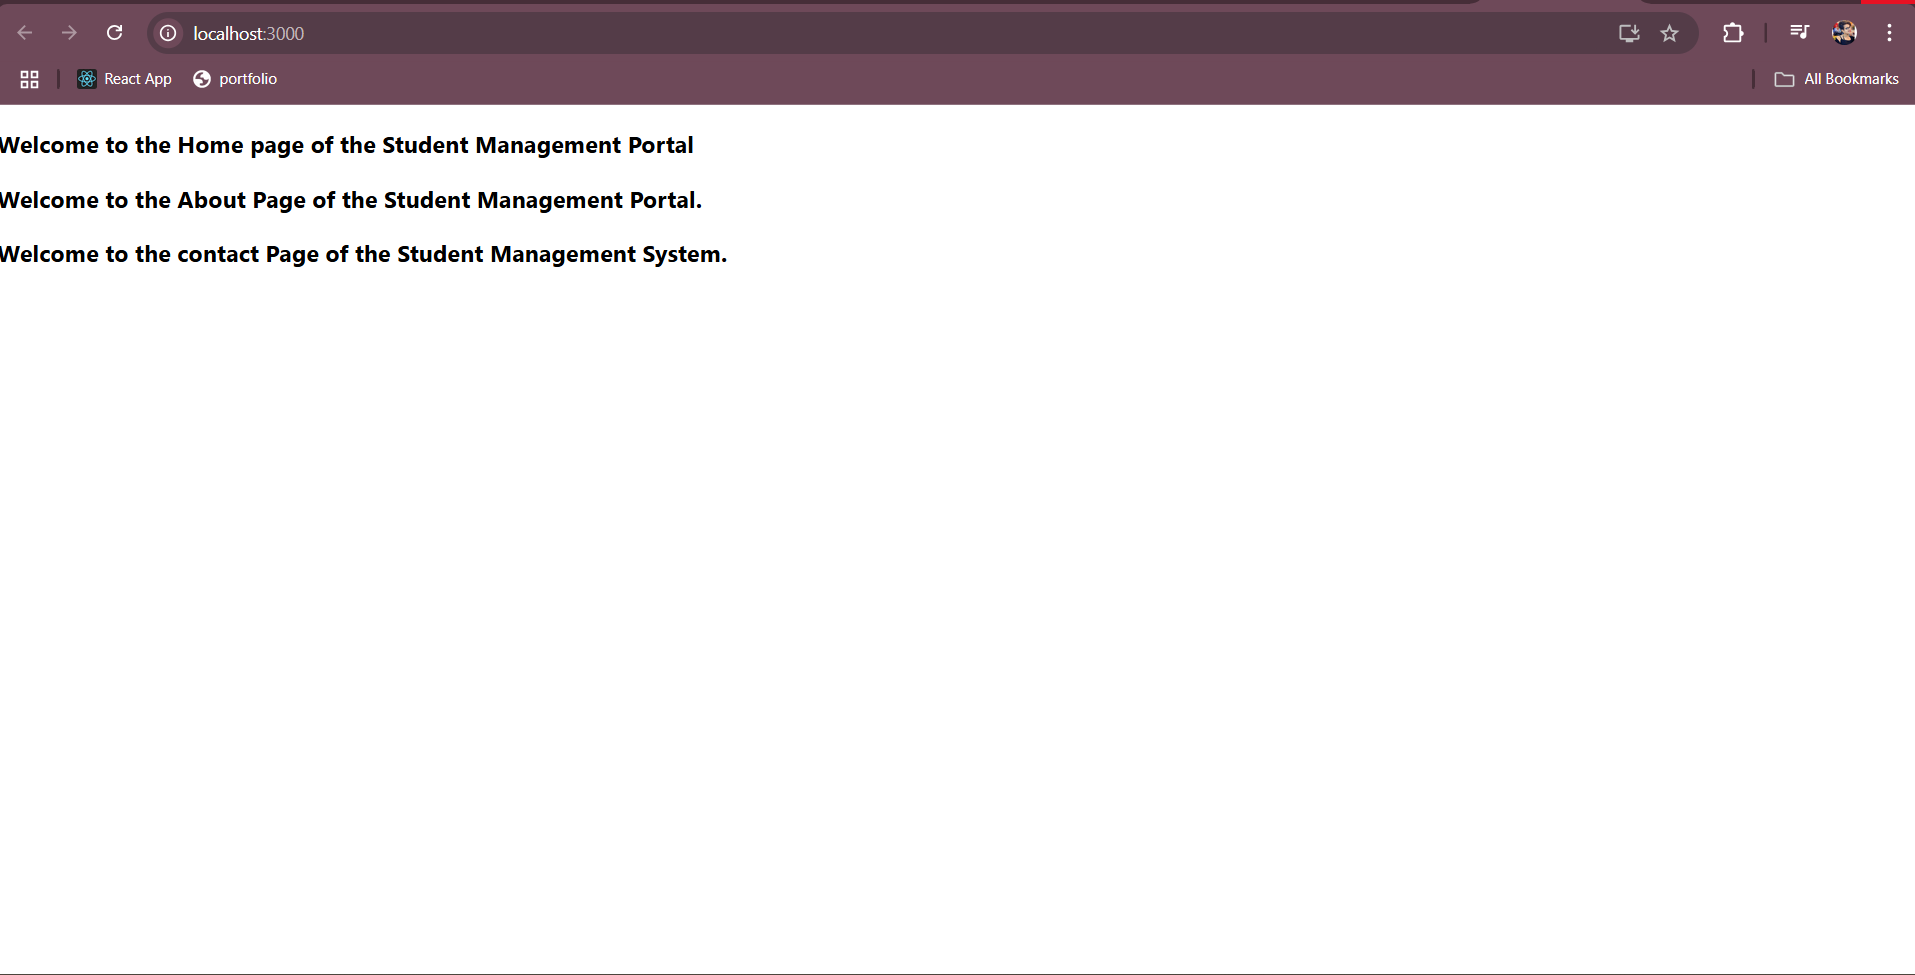 localhost:3000
React App
portfolio
All Bookmarks
Welcome to the Home page of the Student Management Portal
Welcome to the About Page of the Student Management Portal.
Welcome to the contact Page of the Student Management System.